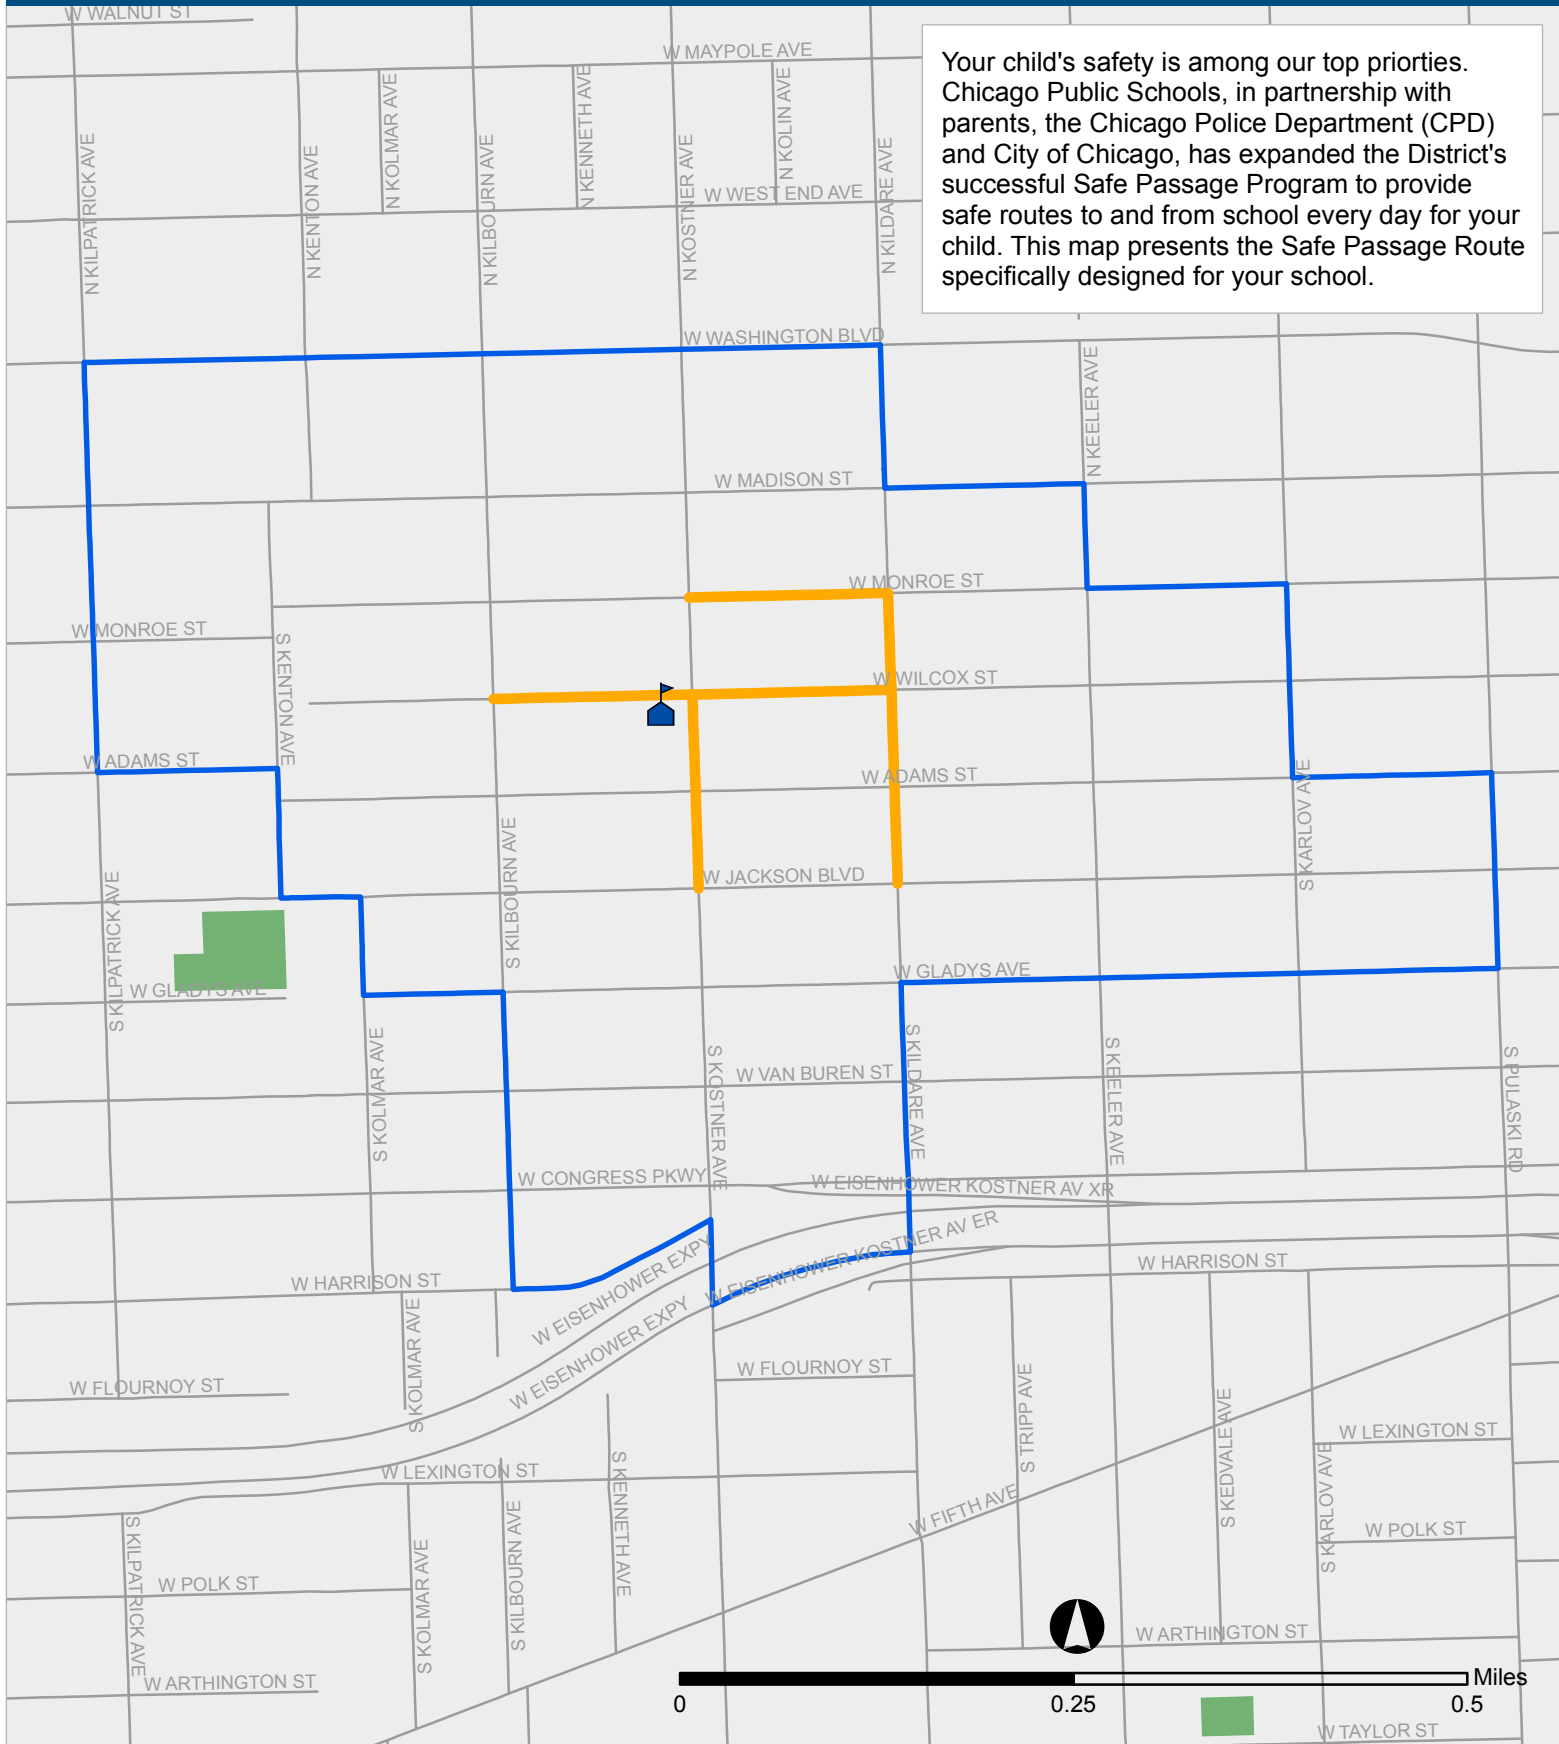 W WALNUT ST
W MAYPOLE AVE
Your child's safety is among our top priorties.
Chicago Public Schools, in partnership with
parents, the Chicago Police Department (CPD)
and City of Chicago, has expanded the District's
successful Safe Passage Program to provide
safe routes to and from school every day for your
child. This map presents the Safe Passage Route
specifically designed for your school.
N KILPATRICK AVE
N KENTON AVE
N KOLMAR AVE
N KILBOURN AVE
N KENNETH AVE
N KOSTNER AVE
N KOLIN AVE
N KILDARE AVE
W WEST END AVE
W WASHINGTON BLVD
N KEELER AVE
W MADISON ST
W MONROE ST
W MONROE ST
S KENTON AVE
W WILCOX ST
W ADAMS ST
W ADAMS ST
S KARLOV AVE
S KILBOURN AVE
W JACKSON BLVD
S KILPATRICK AVE
W GLADYS AVE
W GLADYS AVE
S KOLMAR AVE
S KOSTNER AVE
W VAN BUREN ST
S KILDARE AVE
S KEELER AVE
S PULASKI RD
W CONGRESS PKWY
W EISENHOWER KOSTNER AV XR
W EISENHOWER KOSTNER AV ER
W HARRISON ST
W HARRISON ST
W EISENHOWER EXPY
W EISENHOWER EXPY
S KOLMAR AVE
W FLOURNOY ST
W FLOURNOY ST
S TRIPP AVE
S KEDVALE AVE
W LEXINGTON ST
W LEXINGTON ST
S KENNETH AVE
S KARLOV AVE
W FIFTH AVE
S KILPATRICK AVE
S KOLMAR AVE
S KILBOURN AVE
W POLK ST
W POLK ST
W ARTHINGTON ST
W ARTHINGTON ST
Miles
0
0.25
0.5
W TAYLOR ST